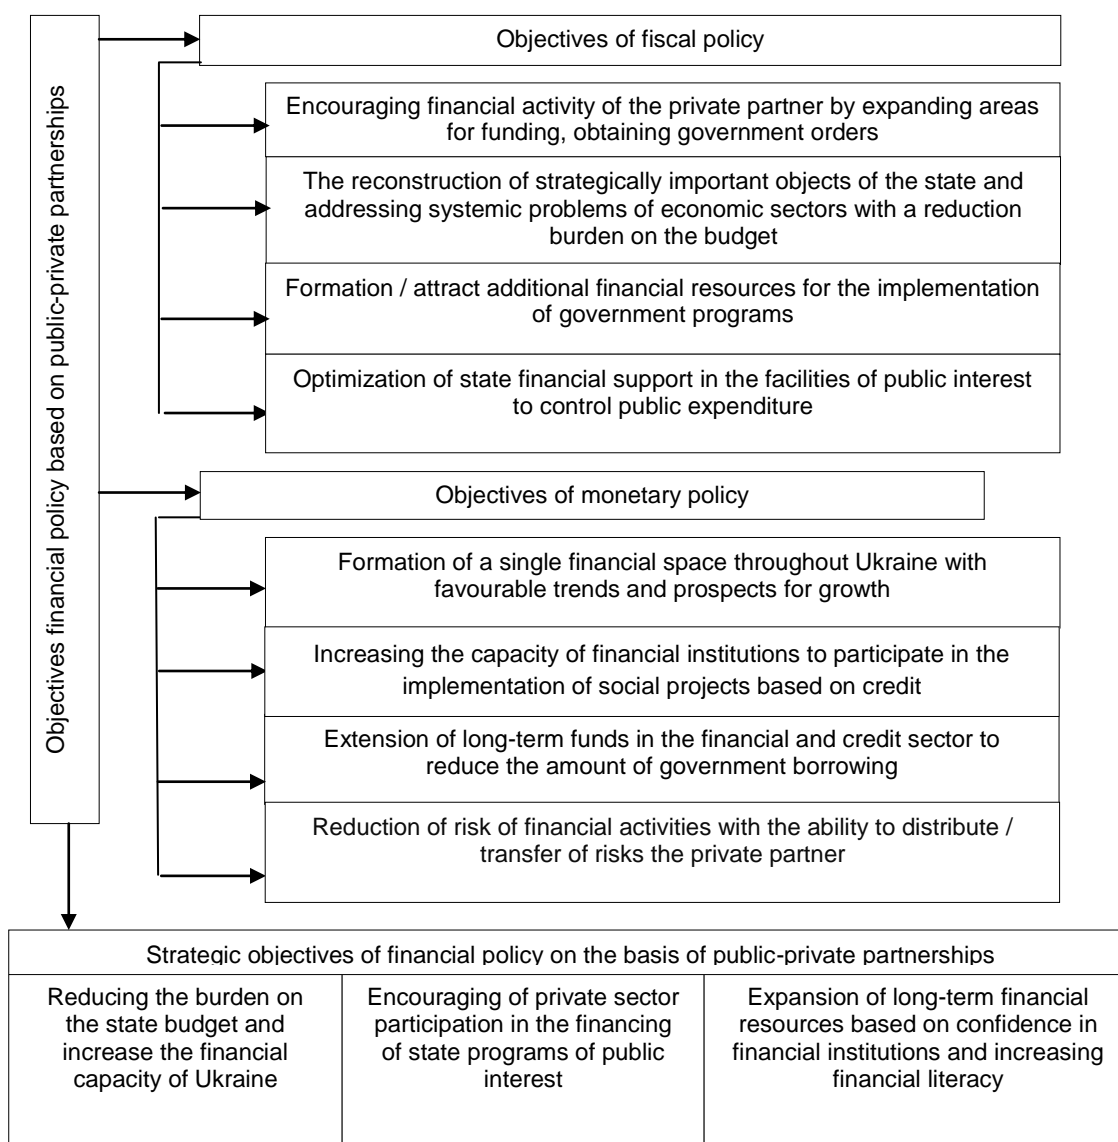 Objectives financial policy based on public-private partnerships
Objectives of fiscal policy
Encouraging financial activity of the private partner by expanding areas
for funding, obtaining government orders
The reconstruction of strategically important objects of the state and
addressing systemic problems of economic sectors with a reduction
burden on the budget
Formation / attract additional financial resources for the implementation
of government programs
Optimization of state financial support in the facilities of public interest
to control public expenditure
Objectives of monetary policy
Formation of a single financial space throughout Ukraine with
favourable trends and prospects for growth
Increasing the capacity of financial institutions to participate in the
implementation of social projects based on credit
Extension of long-term funds in the financial and credit sector to
reduce the amount of government borrowing
Reduction of risk of financial activities with the ability to distribute /
transfer of risks the private partner
Strategic objectives of financial policy on the basis of public-private partnerships
Reducing the burden on
the state budget and
increase the financial
capacity of Ukraine
Encouraging of private sector
participation in the financing
of state programs of public
interest
Expansion of long-term financial
resources based on confidence in
financial institutions and increasing
financial literacy